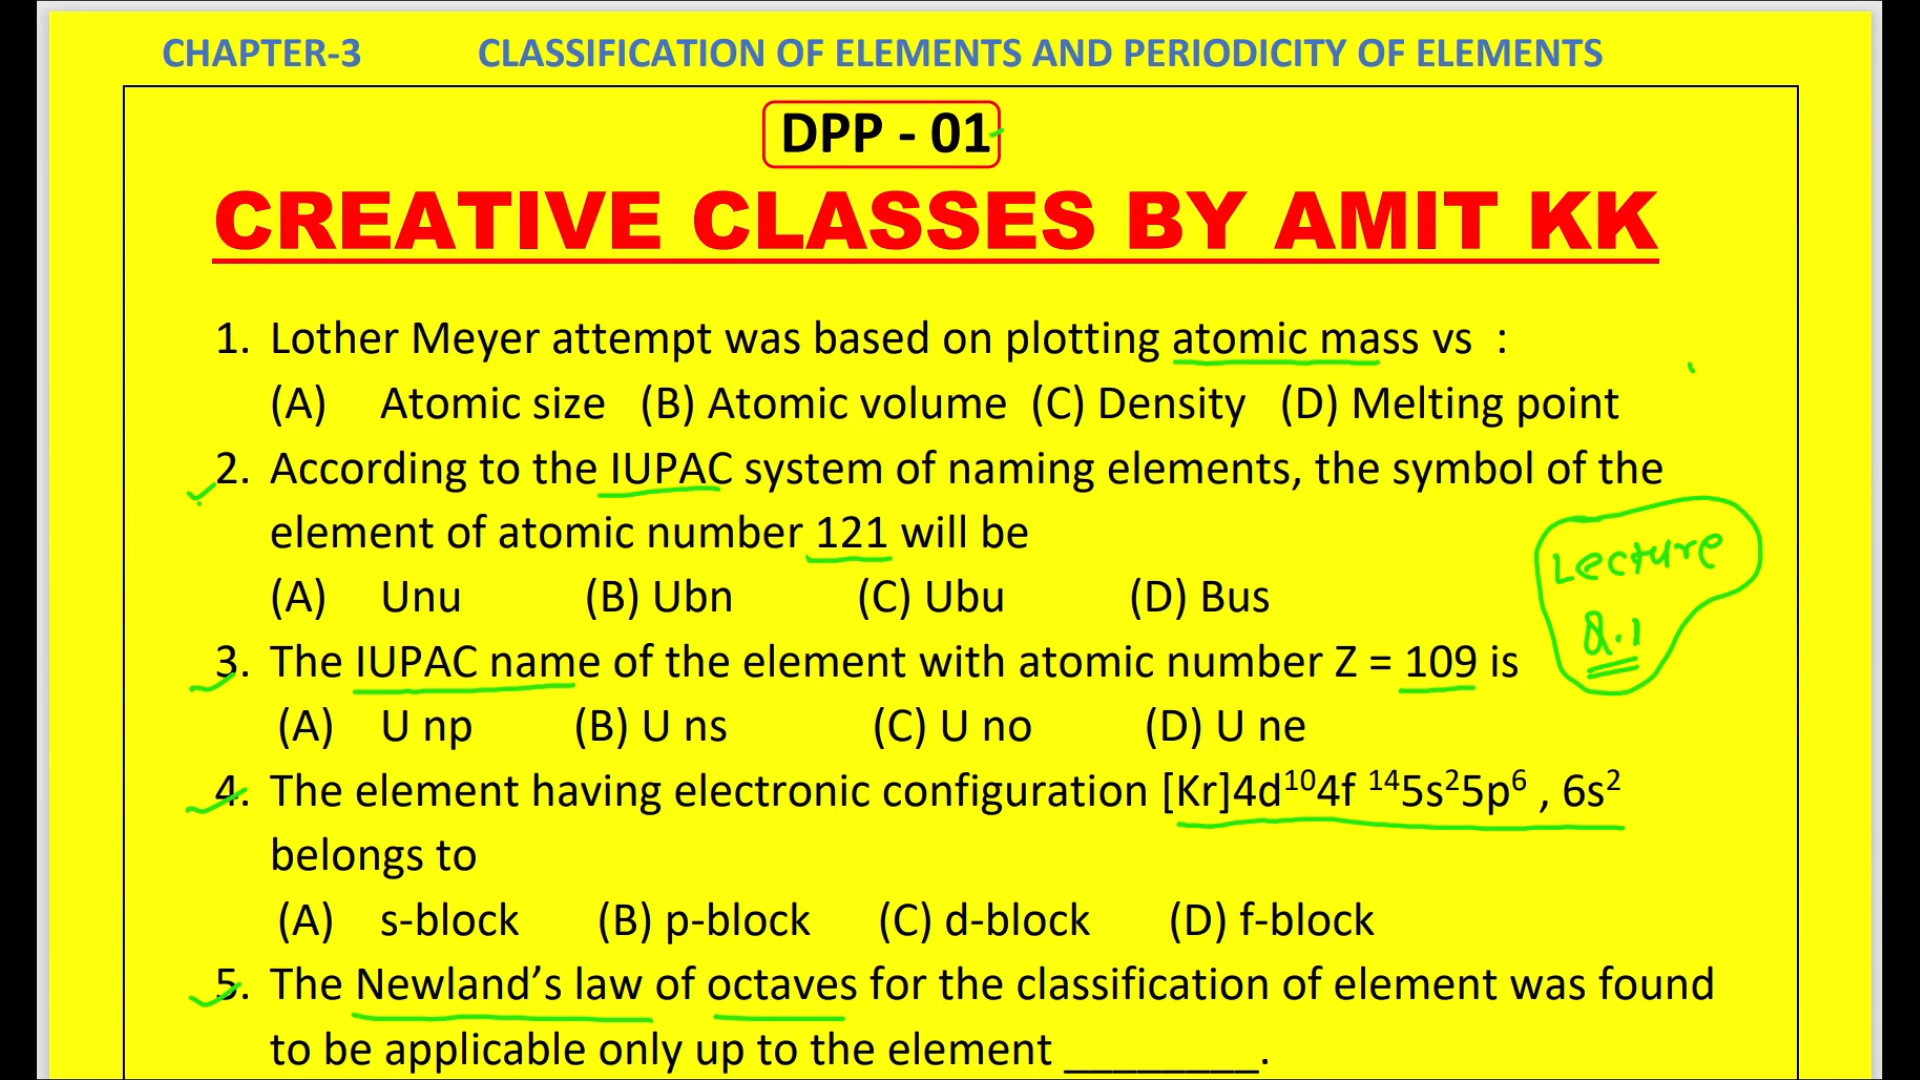 CHAPTER-3 CLASSIFICATION OF ELEMENTS AND PERIODICITY OF ELEMENTS
DPP - 01
CREATIVE CLASSES BY AMIT KK
1. Lother Meyer attempt was based on plotting atomic mass vs :
(A) Atomic size (B) Atomic volume (C) Density (D) Melting point
2. According to the IUPAC system of naming elements, the symbol of the
element of atomic number 121 will be
(A) Unu (B) Ubn (C) Ubu (D) Bus
Lecture
8.1
3. The IUPAC name of the element with atomic number Z = 109 is
(A) U np (B) U ns (C) U no (D) U ne
4. The element having electronic configuration [Kr]4d¹⁰4f ¹⁴5s²5p⁶ , 6s²
belongs to
(A) s-block (B) p-block (C) d-block (D) f-block
5. The Newland’s law of octaves for the classification of element was found
to be applicable only up to the element ________.